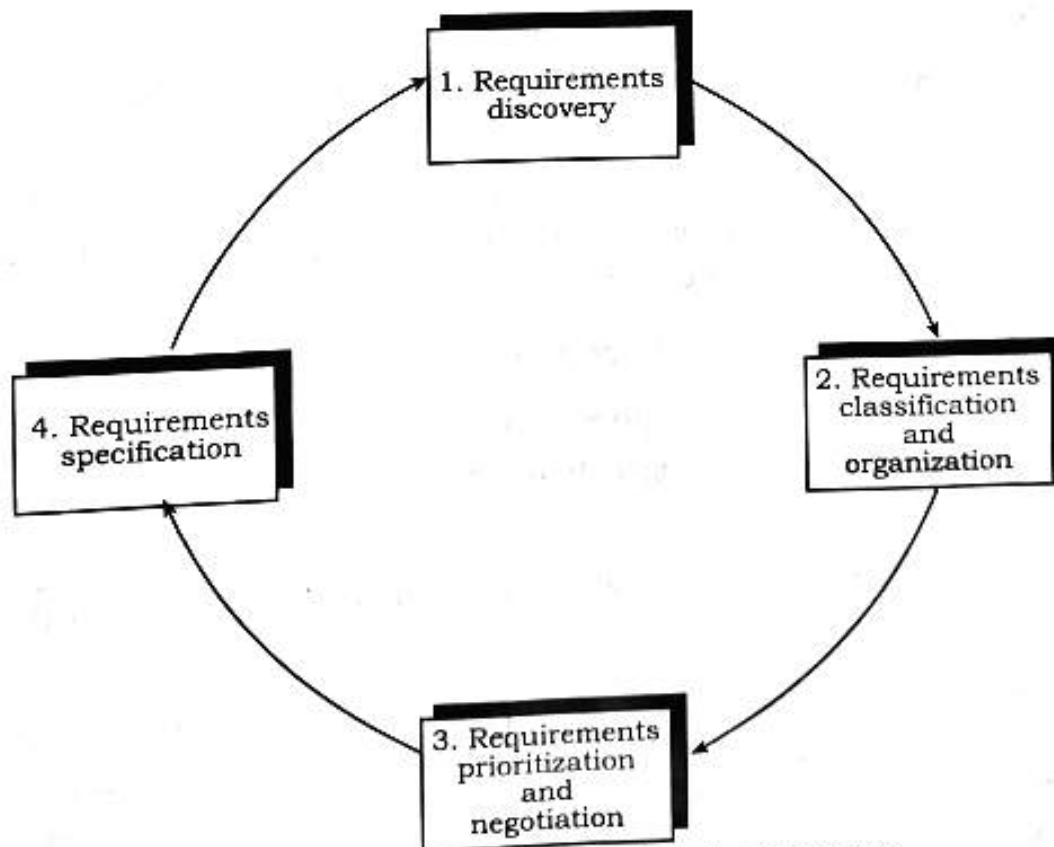 1. Requirements
discovery
2. Requirements
classification
and
organization
3. Requirements
prioritization
and
negotiation
4. Requirements
specification